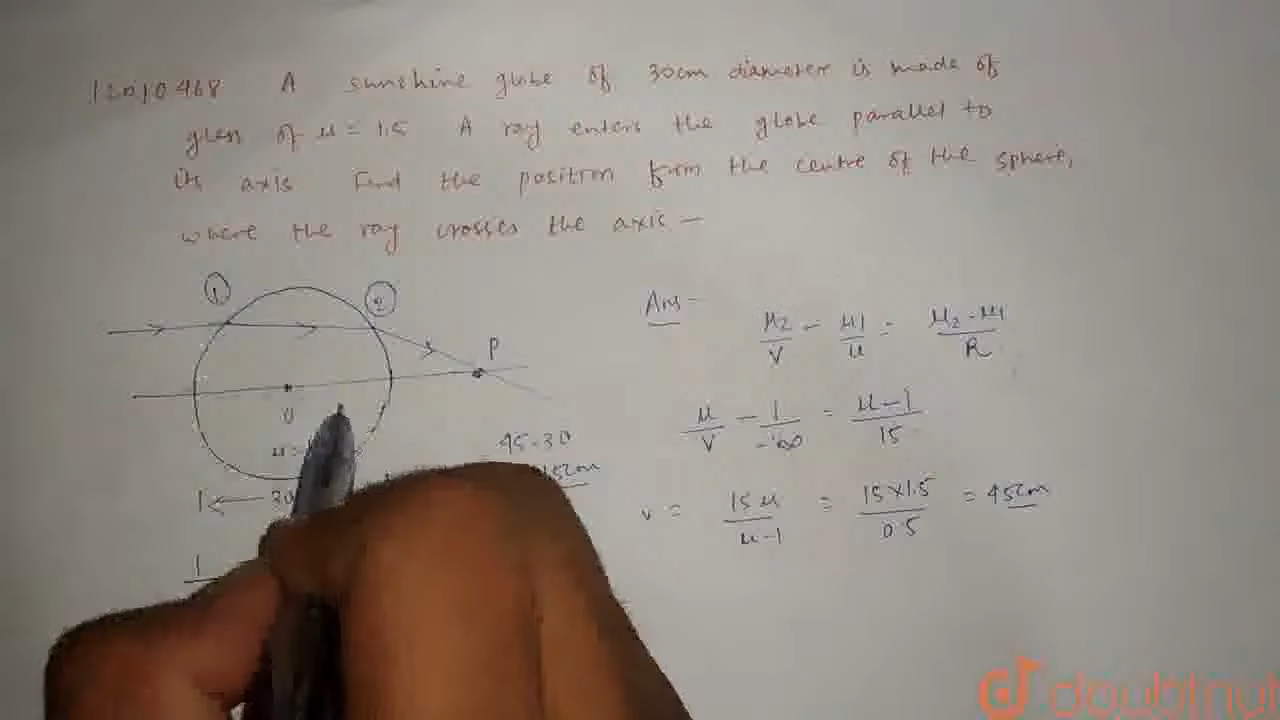 12010468 A sunshine globe of 30cm diameter is made of
glass of μ = 1.5 A ray enters the globe parallel to
its axis Find the position from the centre of the sphere,
where the ray crosses the axis —
1
2
P
O
45-30
15cm
Ans -
μ2/v - μ1/u = μ2-μ1/R
μ/v - 1/-∞ = μ-1/15
v = 15μ/μ-1 = 15×1.5/0.5 = 45cm
doubtnut